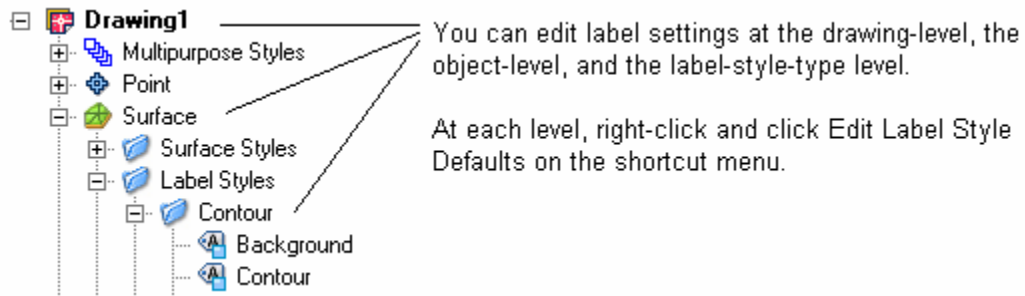 Drawing1
Multipurpose Styles
Point
Surface
Surface Styles
Label Styles
Contour
Background
Contour
You can edit label settings at the drawing-level, the
object-level, and the label-style-type level.
At each level, right-click and click Edit Label Style
Defaults on the shortcut menu.